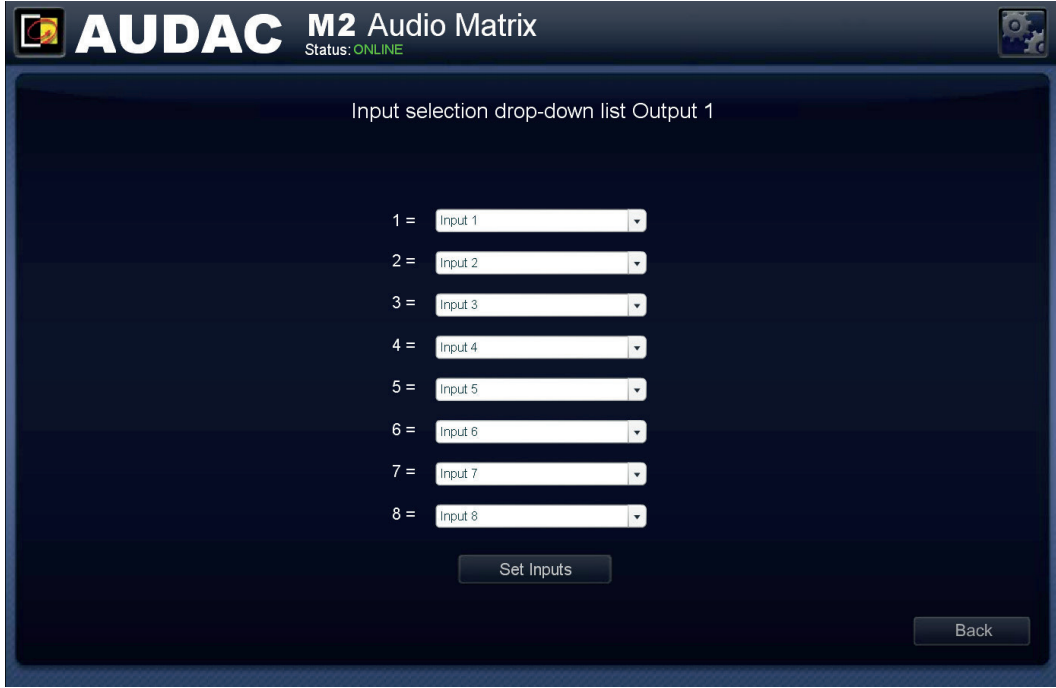 AUDAC M2 Audio Matrix
Status: ONLINE
Input selection drop-down list Output 1
1 = Input 1
2 = Input 2
3 = Input 3
4 = Input 4
5 = Input 5
6 = Input 6
7 = Input 7
8 = Input 8
Set Inputs
Back